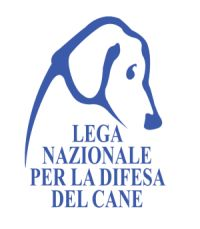 LEGA
NAZIONALE
PER LA DIFESA
DEL CANE